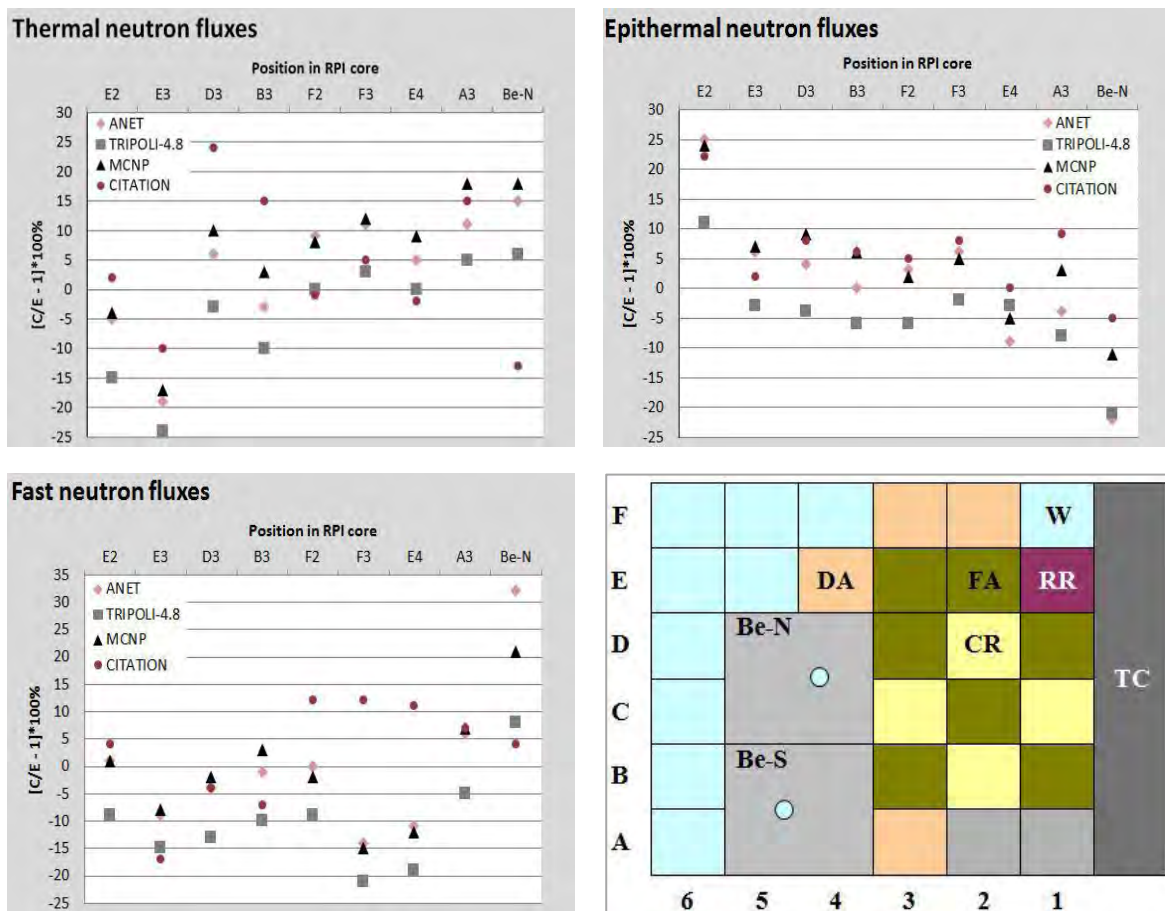 Thermal neutron fluxes
Position in RPI core
E2 E3 D3 B3 F2 F3 E4 A3 Be-N
30
25
20
15
10
5
0
-5
-10
-15
-20
-25
[C/E - 1]*100%
ANET
TRIPOLI-4.8
MCNP
CITATION
Epithermal neutron fluxes
Position in RPI core
E2 E3 D3 B3 F2 F3 E4 A3 Be-N
30
25
20
15
10
5
0
-5
-10
-15
-20
-25
[C/E - 1]*100%
ANET
TRIPOLI-4.8
MCNP
CITATION
Fast neutron fluxes
Position in RPI core
E2 E3 D3 B3 F2 F3 E4 A3 Be-N
35
30
25
20
15
10
5
0
-5
-10
-15
-20
-25
[C/E - 1]*100%
ANET
TRIPOLI-4.8
MCNP
CITATION
F W
E DA FA RR
D Be-N CR
TC
C
B Be-S
A
6 5 4 3 2 1